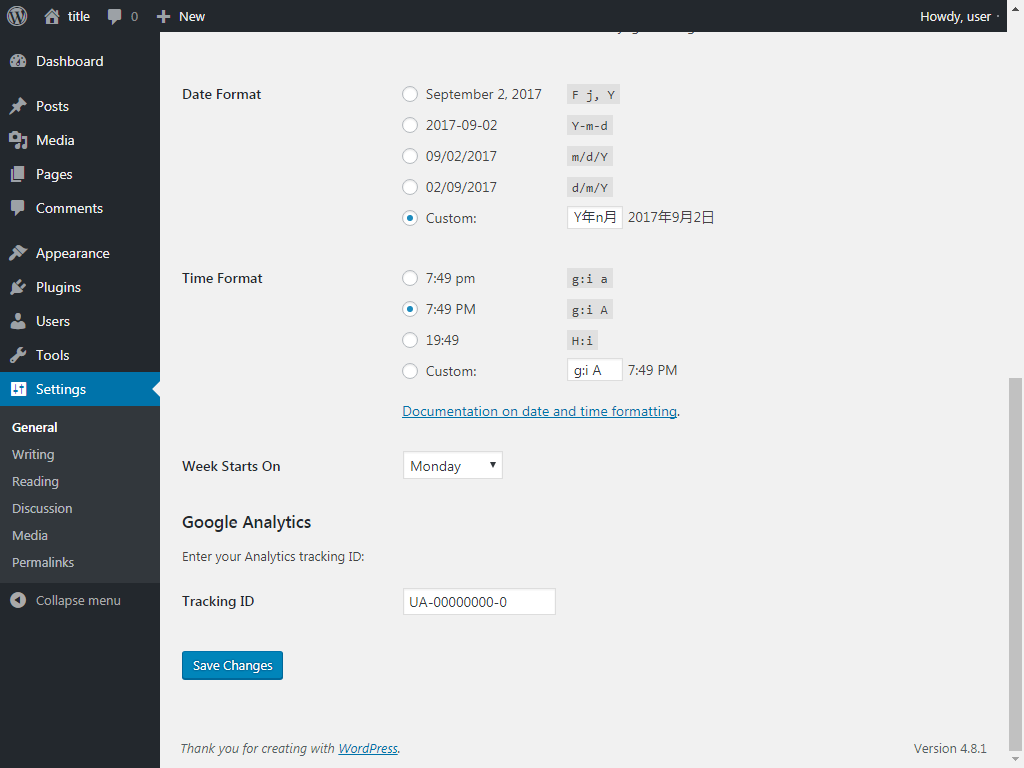 title 0 New Howdy, user
Dashboard
Posts
Media
Pages
Comments
Appearance
Plugins
Users
Tools
Settings
General
Writing
Reading
Discussion
Media
Permalinks
Collapse menu
Date Format
September 2, 2017 F j, Y
2017-09-02 Y-m-d
09/02/2017 m/d/Y
02/09/2017 d/m/Y
Custom: Y年n月 2017年9月2日
Time Format
7:49 pm g:i a
7:49 PM g:i A
19:49 H:i
Custom: g:i A 7:49 PM
Documentation on date and time formatting.
Week Starts On Monday
Google Analytics
Enter your Analytics tracking ID:
Tracking ID UA-00000000-0
Save Changes
Thank you for creating with WordPress. Version 4.8.1